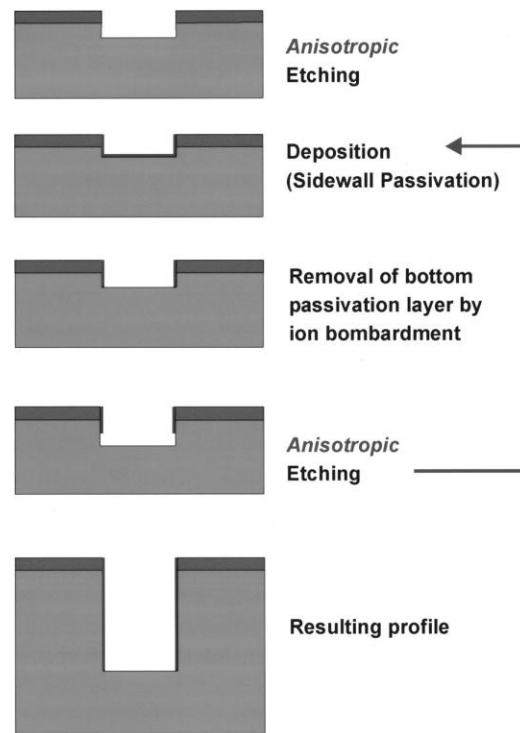 Anisotropic
Etching
Deposition
(Sidewall Passivation)
Removal of bottom
passivation layer by
ion bombardment
Anisotropic
Etching
Resulting profile